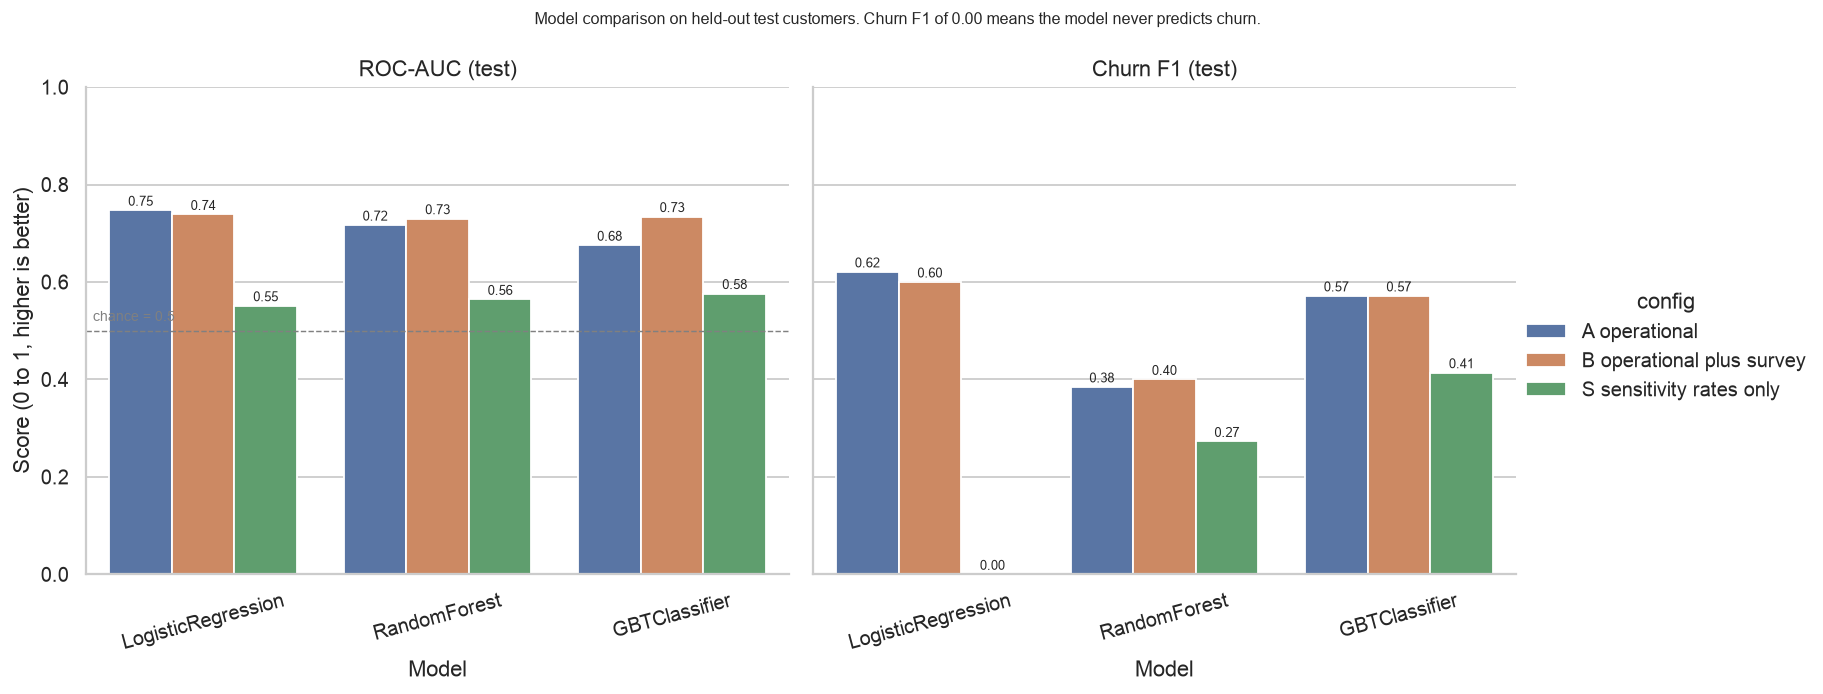 Model comparison on held-out test customers. Churn F1 of 0.00 means the model never predicts churn.
ROC-AUC (test)
Score (0 to 1, higher is better)
1.0
0.8
0.6
0.4
0.2
0.0
0.75
0.74
0.55
0.72
0.73
0.56
0.68
0.73
0.58
chance = 0.5
LogisticRegression
RandomForest
GBTClassifier
Model
Churn F1 (test)
0.62
0.60
0.00
0.38
0.40
0.27
0.57
0.57
0.41
LogisticRegression
RandomForest
GBTClassifier
Model
config
A operational
B operational plus survey
S sensitivity rates only